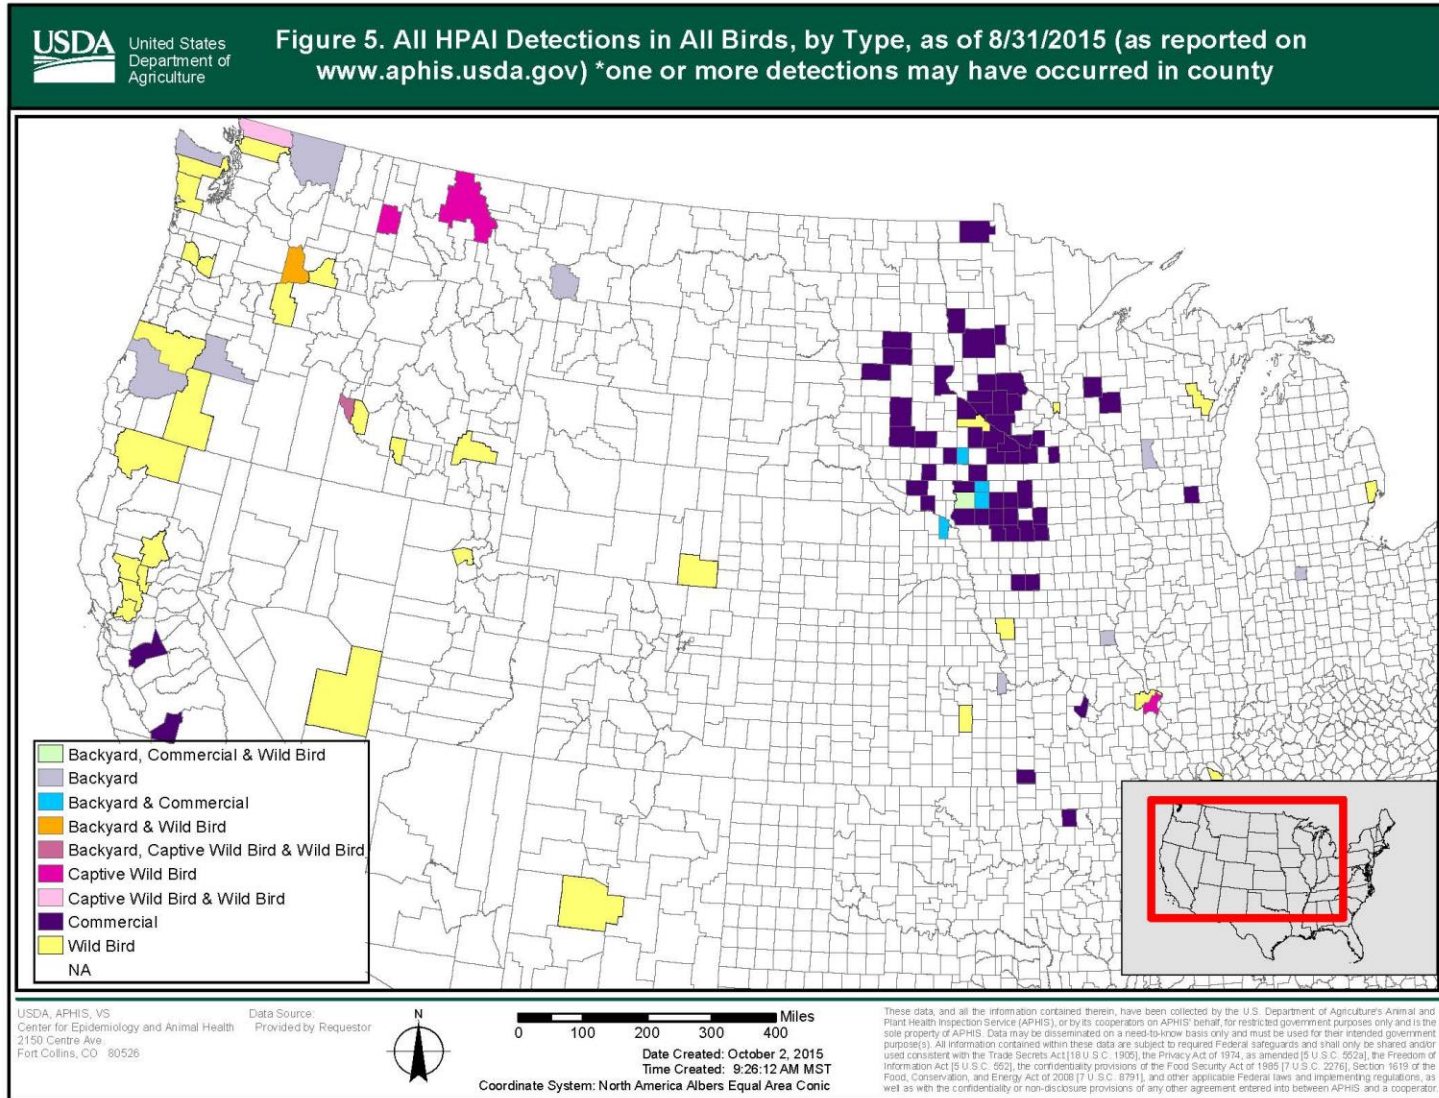 USDA
United States
Department of
Agriculture
Figure 5. All HPAI Detections in All Birds, by Type, as of 8/31/2015 (as reported on
www.aphis.usda.gov) *one or more detections may have occurred in county
Backyard, Commercial & Wild Bird
Backyard
Backyard & Commercial
Backyard & Wild Bird
Backyard, Captive Wild Bird & Wild Bird
Captive Wild Bird
Captive Wild Bird & Wild Bird
Commercial
Wild Bird
NA
USDA, APHIS, VS
Center for Epidemiology and Animal Health
2150 Centre Ave.
Fort Collins, CO 80526
Data Source:
Provided by Requestor
N
Miles
0 50 100 200 300 400
Date Created: October 2, 2015
Time Created: 9:26:12 AM MST
Coordinate System: North America Albers Equal Area Conic
These data, and all the information contained therein, have been collected by the U.S. Department of Agriculture's Animal and
Plant Health Inspection Service (APHIS), or by its cooperators on APHIS' behalf, for restricted government purposes only and is the
sole property of APHIS. Data may be disseminated on a need-to-know basis only and must be used for their intended government
purpose(s). All information contained within these data are subject to required Federal safeguards and shall only be shared and/or
used consistent with the Trade Secrets Act [18 U.S.C. 1905], the Privacy Act of 1974, as amended [5 U.S.C. 552a], the Freedom of
Information Act [5 U.S.C. 552], the confidentiality provisions of the Food Security Act of 1985 [7 U.S.C. 2276], Section 1619 of the
Food, Conservation, and Energy Act of 2008 [7 U.S.C. 8791], and other applicable Federal laws and implementing regulations, as
well as with the confidentiality or non-disclosure provisions of any other agreement entered into between APHIS and a cooperator.